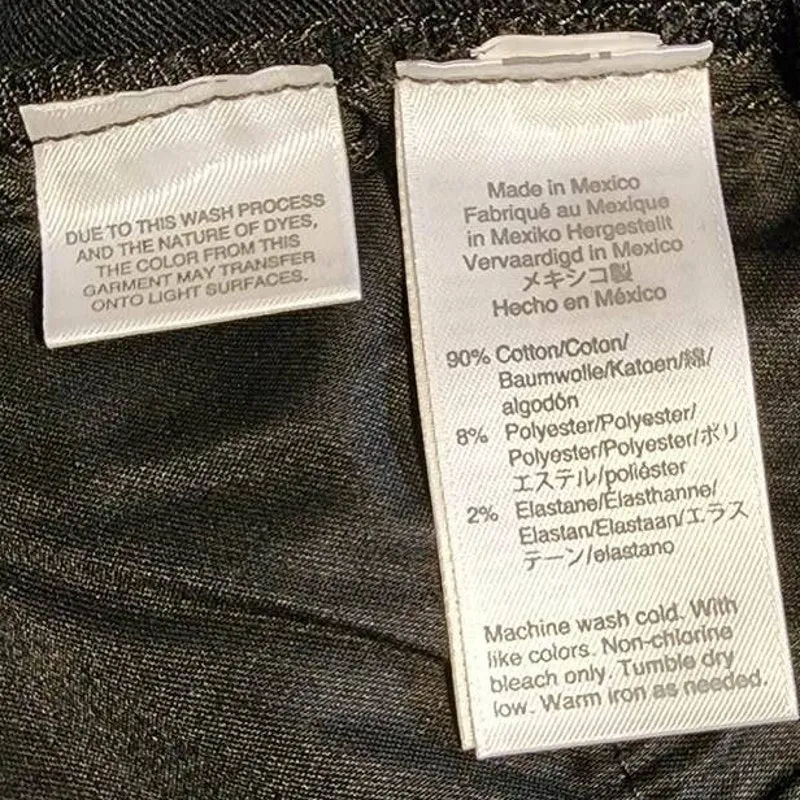 DUE TO THIS WASH PROCESS
AND THE NATURE OF DYES,
THE COLOR FROM THIS
GARMENT MAY TRANSFER
ONTO LIGHT SURFACES.
Made in Mexico
Fabriqué au Mexique
in Mexiko Hergestellt
Vervaardigd in Mexico
メキシコ製
Hecho en México
90% Cotton/Coton/
Baumwolle/Katoen/綿/
algodón
8% Polyester/Polyester/
Polyester/Polyester/ポリ
エステル/poliéster
2% Elastane/Élasthanne/
Elastan/Elastaan/エラス
テーン/elastano
Machine wash cold. With
like colors. Non-chlorine
bleach only. Tumble dry
low. Warm iron as needed.